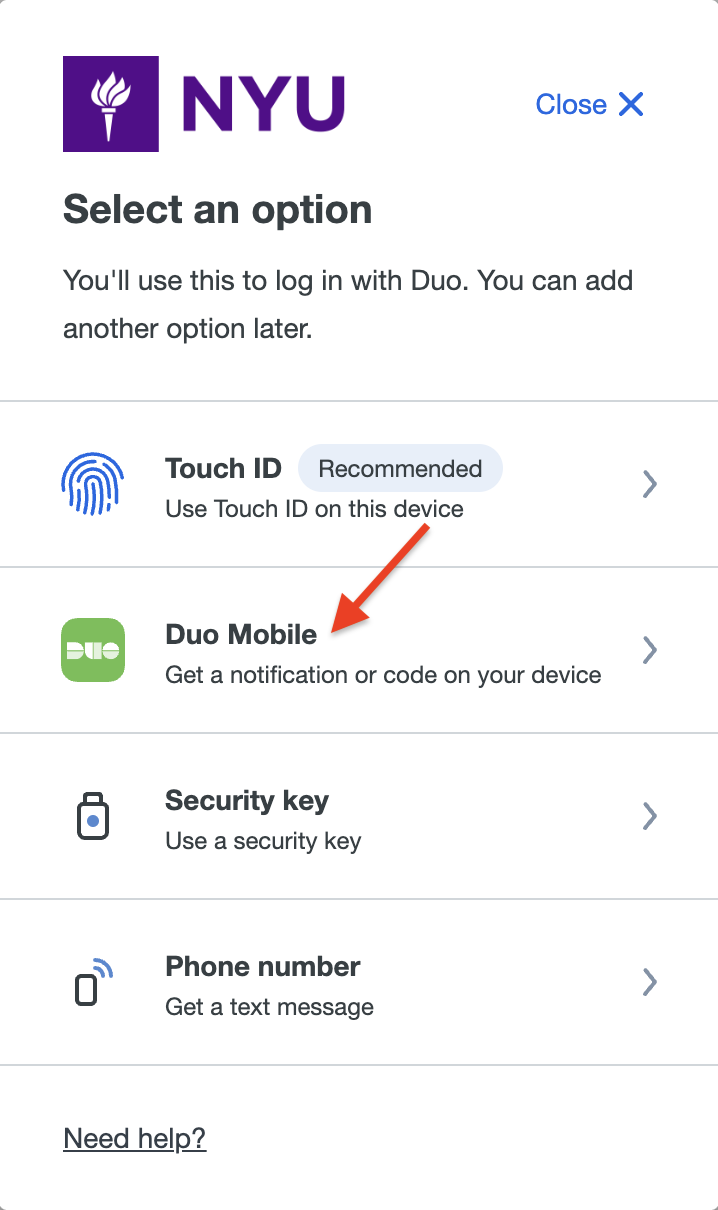 NYU
Close
Select an option
You'll use this to log in with Duo. You can add
another option later.
Touch ID Recommended
Use Touch ID on this device
DUO
Duo Mobile
Get a notification or code on your device
Security key
Use a security key
Phone number
Get a text message
Need help?